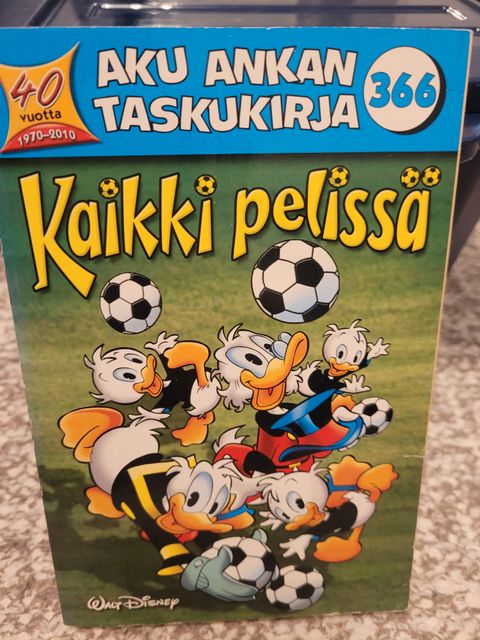 AKU ANKAN
TASKUKIRJA
366
40
vuotta
1970-2010
Kaikki pelissä
WALT DISNEY